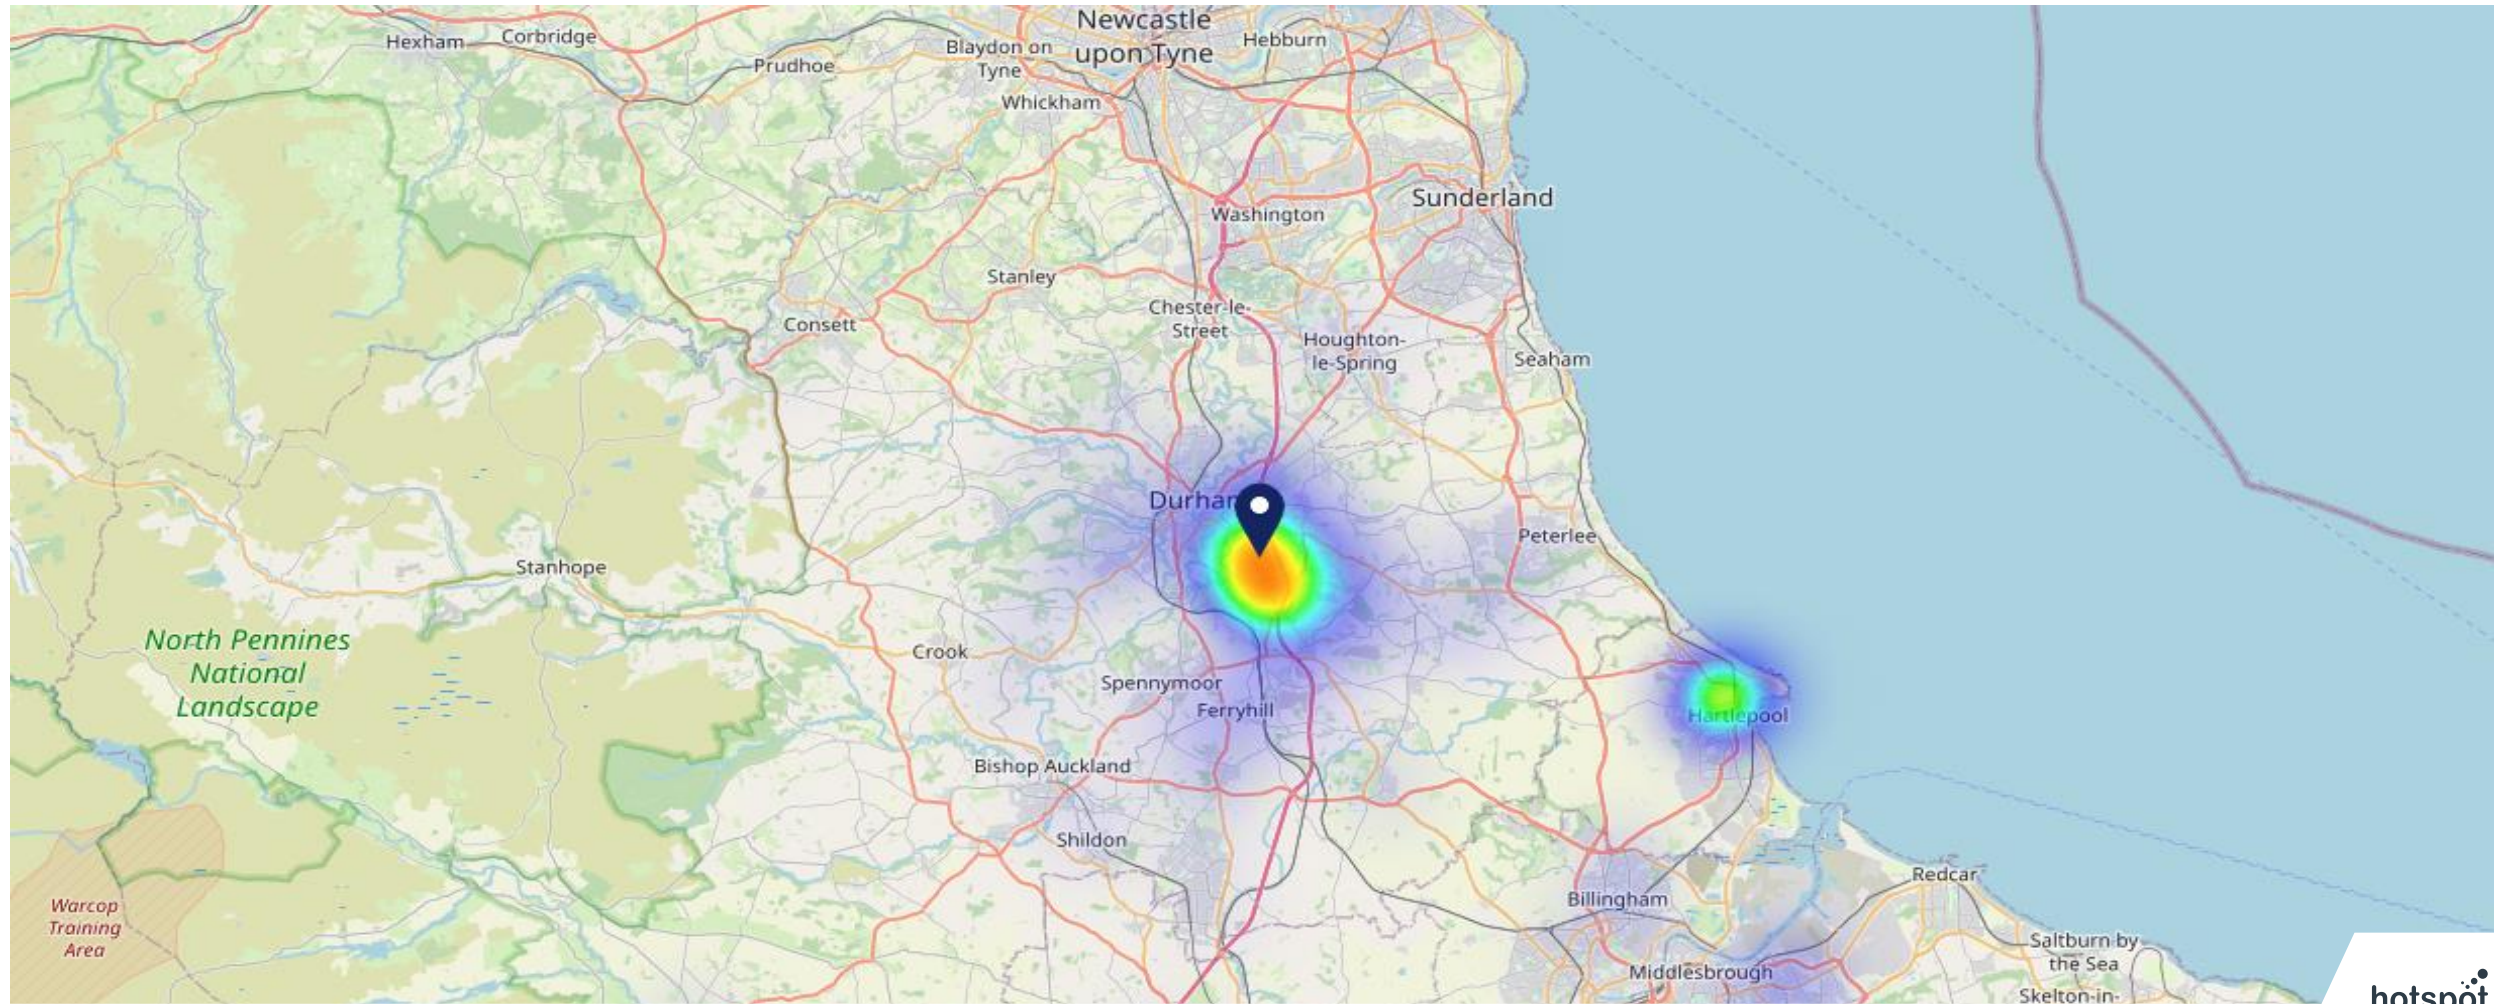 Newcastle
upon Tyne
Hexham
Corbridge
Prudhoe
Blaydon on
Tyne
Hebburn
Whickham
Sunderland
Washington
Stanley
Chester-le-
Street
Consett
Houghton-
le-Spring
Seaham
Durham
Peterlee
Stanhope
North Pennines
National
Landscape
Crook
Spennymoor
Ferryhill
Hartlepool
Bishop Auckland
Shildon
Redcar
Billingham
Warcop
Training
Area
Saltburn by
the Sea
Middlesbrough
Skelton-in-
hotspot